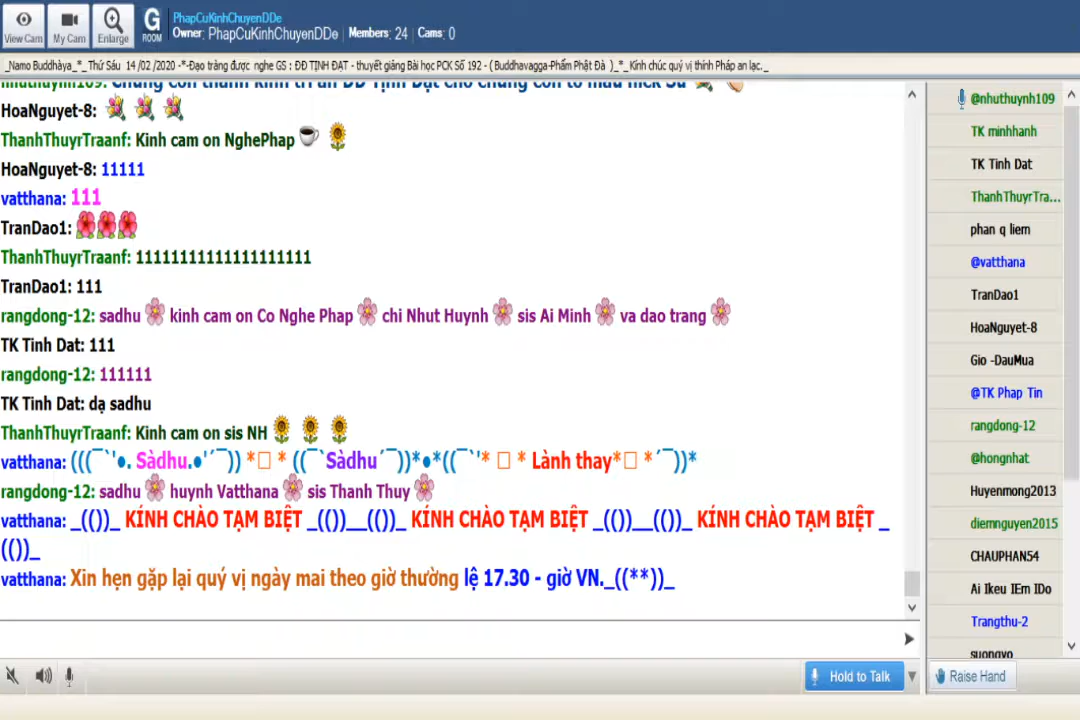 PhapCuKinhChuyenDDe
Owner: PhapCuKinhChuyenDDe Members: 24 Cams: 0
View Cam My Cam Enlarge G ROOM
_Namo Buddhàya_*_Thứ Sáu 14 /02 /2020 -*-Đạo tràng được nghe GS : ĐĐ TỊNH ĐẠT - thuyết giảng Bài học PCK Số 192 - ( Buddhavagga-Phẩm Phật Đà )_*_Kính chúc quý vị thính Pháp an lạc._
HoaNguyet-8:
ThanhThuyrTraanf: Kinh cam on NghePhap
HoaNguyet-8: 11111
vatthana: 111
TranDao1:
ThanhThuyrTraanf: 11111111111111111111
TranDao1: 111
rangdong-12: sadhu kinh cam on Co Nghe Phap chi Nhut Huynh sis Ai Minh va dao trang
TK Tinh Dat: 111
rangdong-12: 111111
TK Tinh Dat: dạ sadhu
ThanhThuyrTraanf: Kinh cam on sis NH
vatthana: (((¯`'●. Sàdhu.●'´¯)) *□ * ((¯`Sàdhu´¯))*●*((¯`'* □ * Lành thay*□ *´¯))*
rangdong-12: sadhu huynh Vatthana sis Thanh Thuy
vatthana: _(())_ KÍNH CHÀO TẠM BIỆT _(())__(())_ KÍNH CHÀO TẠM BIỆT _(())__(())_ KÍNH CHÀO TẠM BIỆT _
(())_
vatthana: Xin hẹn gặp lại quý vị ngày mai theo giờ thường lệ 17.30 - giờ VN._((**))_
Hold to Talk
@nhuthuynh109
TK minhhanh
TK Tinh Dat
ThanhThuyrTra...
phan q liem
@vatthana
TranDao1
HoaNguyet-8
Gio -DauMua
@TK Phap Tin
rangdong-12
@hongnhat
Huyenmong2013
diemnguyen2015
CHAUPHAN54
Ai Ikeu IEm IDo
Trangthu-2
suongvo
Raise Hand